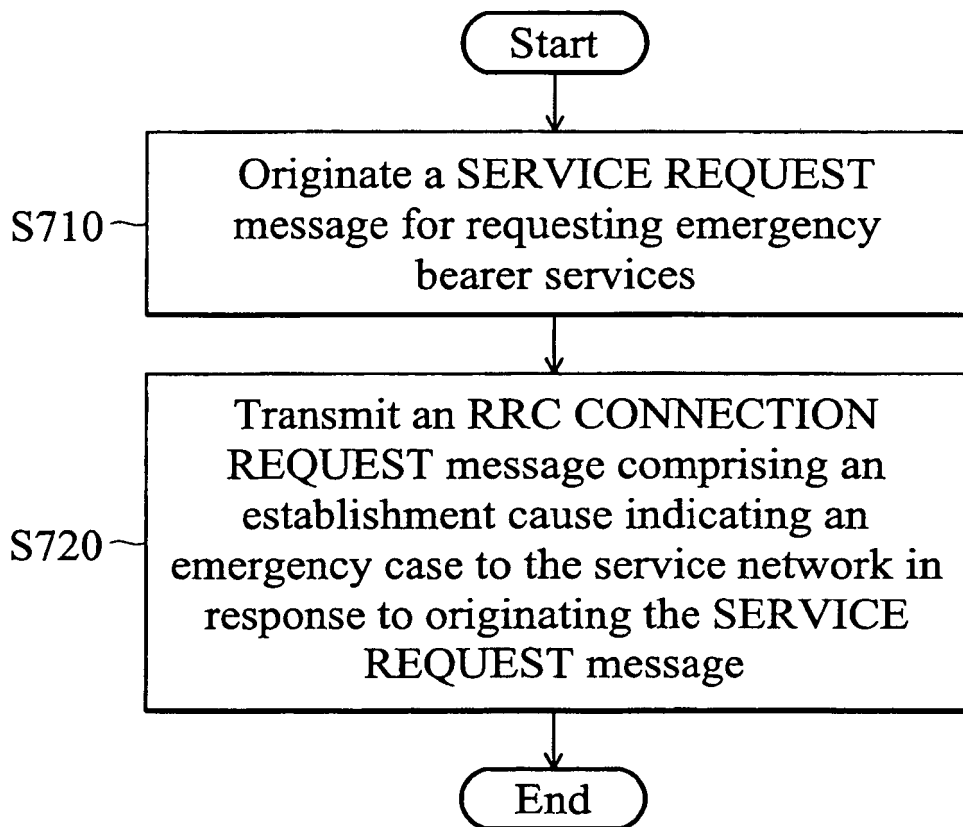 Start
Originate a SERVICE REQUEST
message for requesting emergency
bearer services
S710
Transmit an RRC CONNECTION
REQUEST message comprising an
establishment cause indicating an
emergency case to the service network in
response to originating the SERVICE
REQUEST message
S720
End